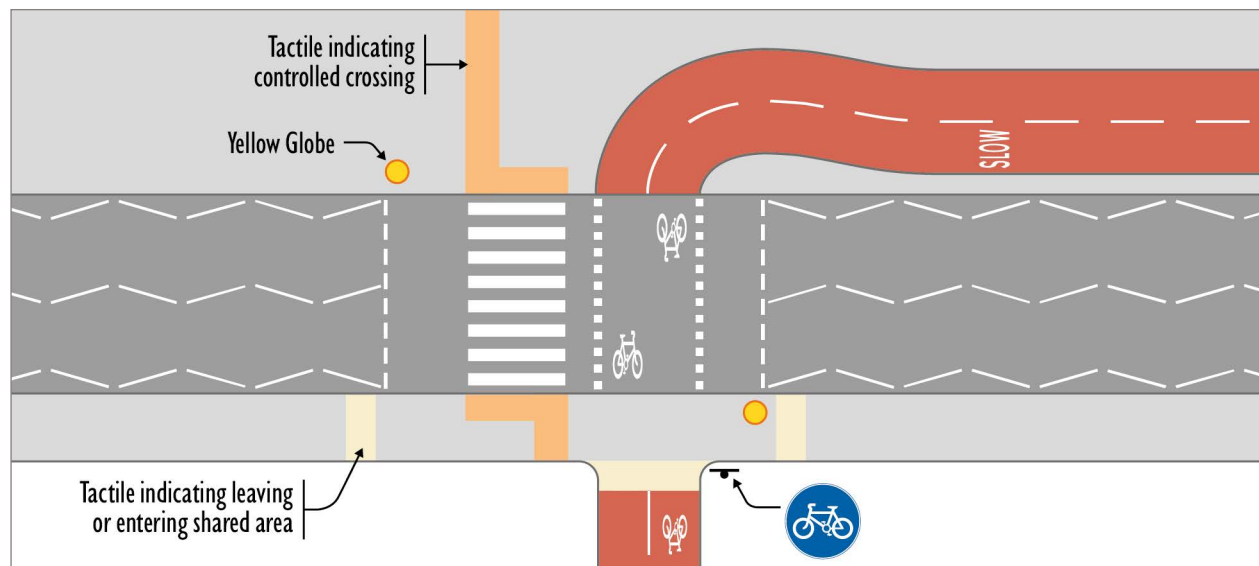 Tactile indicating
controlled crossing
Yellow Globe
SLOW
Tactile indicating leaving
or entering shared area